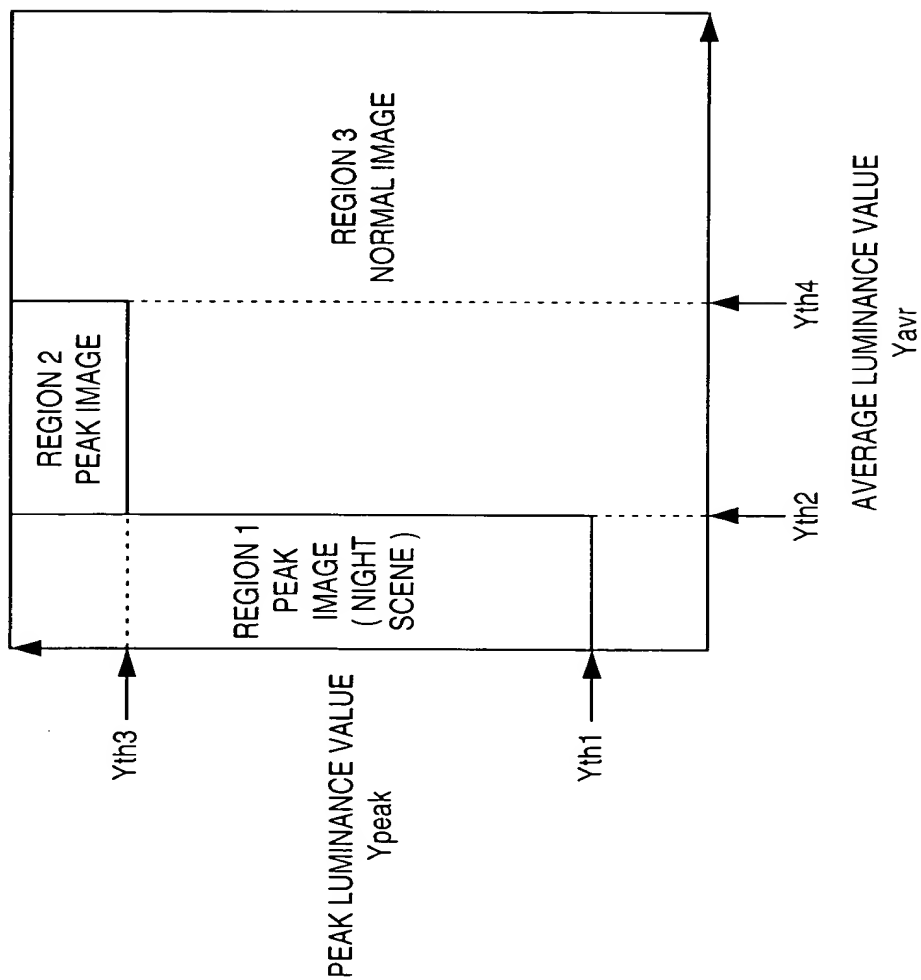 REGION 2
PEAK IMAGE
REGION 1
PEAK
IMAGE
( NIGHT
SCENE )
REGION 3
NORMAL IMAGE
Yth3
Yth1
PEAK LUMINANCE VALUE
Ypeak
Yth2
Yth4
AVERAGE LUMINANCE VALUE
Yavr